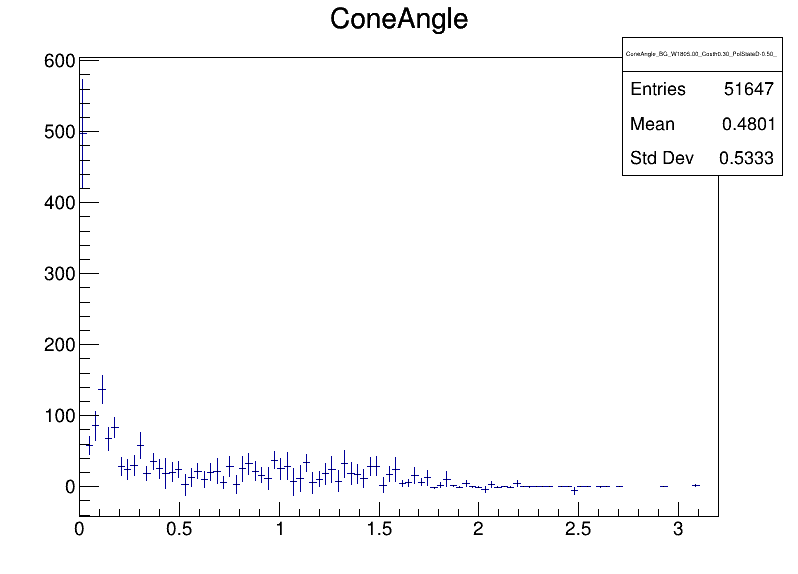 ConeAngle
ConeAngle_BG_W1805.00_Costh0.30_PolStateD-0.50_
Entries 51647
Mean 0.4801
Std Dev 0.5333
600
500
400
300
200
100
0
0 0.5 1 1.5 2 2.5 3